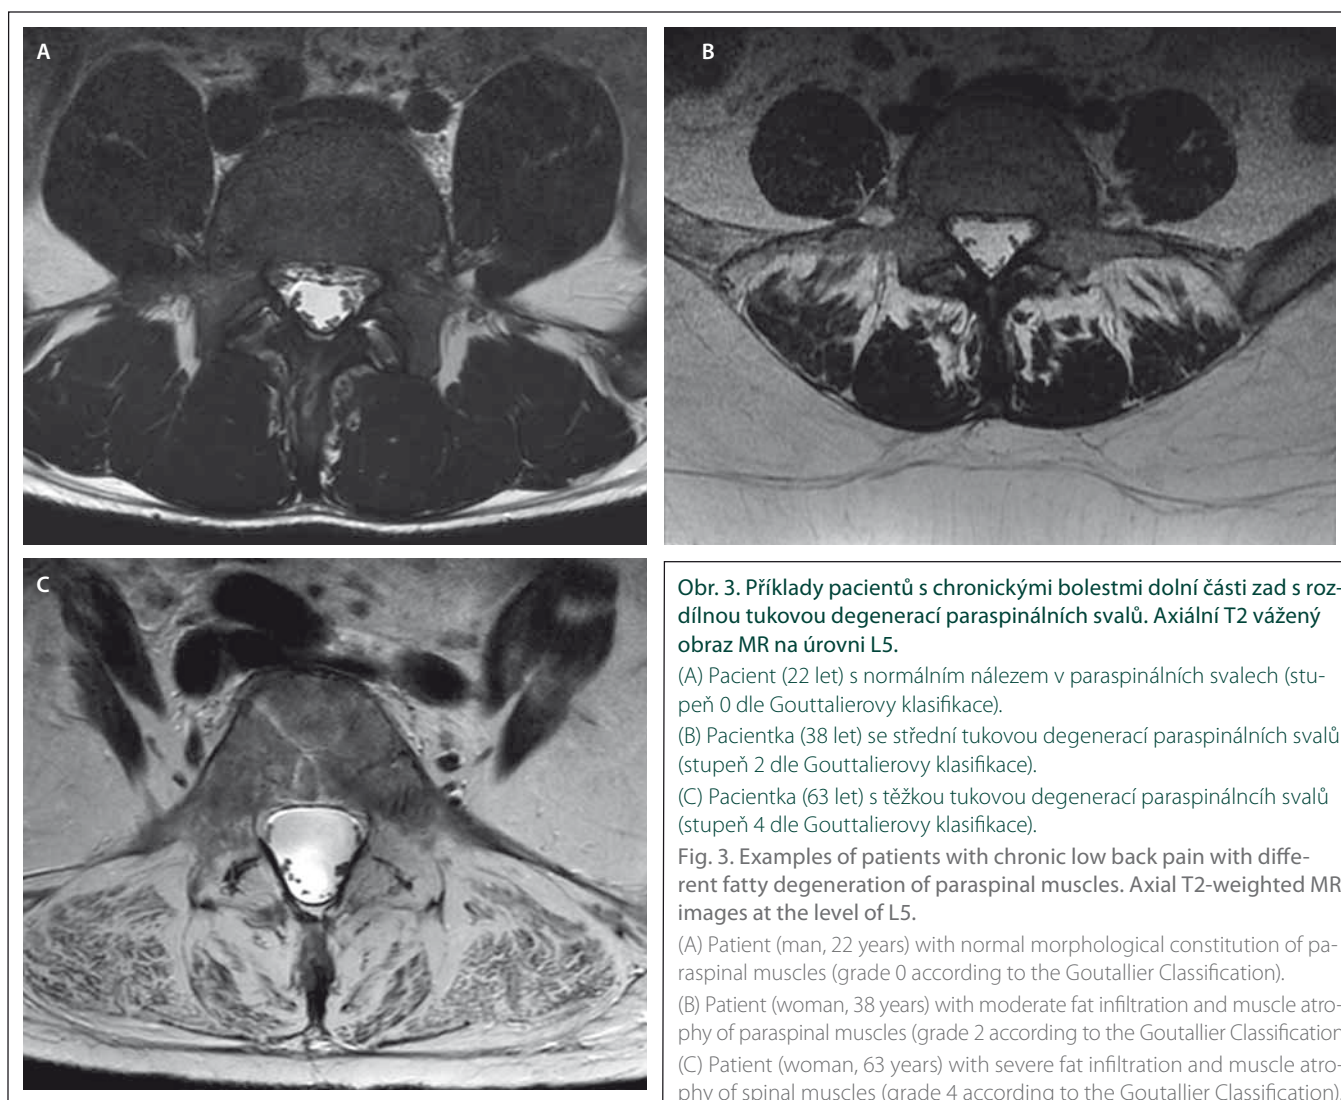 A
B
C
Obr. 3. Příklady pacientů s chronickými bolestmi dolní části zad s roz-
dílnou tukovou degenerací paraspinálních svalů. Axiální T2 vážený
obraz MR na úrovni L5.
(A) Pacient (22 let) s normálním nálezem v paraspinálních svalech (stu-
peň 0 dle Gouttalierovy klasifikace).
(B) Pacientka (38 let) se střední tukovou degenerací paraspinálních svalů
(stupeň 2 dle Gouttalierovy klasifikace).
(C) Pacientka (63 let) s těžkou tukovou degenerací paraspinálncíh svalů
(stupeň 4 dle Gouttalierovy klasifikace).
Fig. 3. Examples of patients with chronic low back pain with diffe-
rent fatty degeneration of paraspinal muscles. Axial T2-weighted MR
images at the level of L5.
(A) Patient (man, 22 years) with normal morphological constitution of pa-
raspinal muscles (grade 0 according to the Goutallier Classification).
(B) Patient (woman, 38 years) with moderate fat infiltration and muscle atro-
phy of paraspinal muscles (grade 2 according to the Goutallier Classification
(C) Patient (woman, 63 years) with severe fat infiltration and muscle atro-
phy of spinal muscles (grade 4 according to the Goutallier Classification)